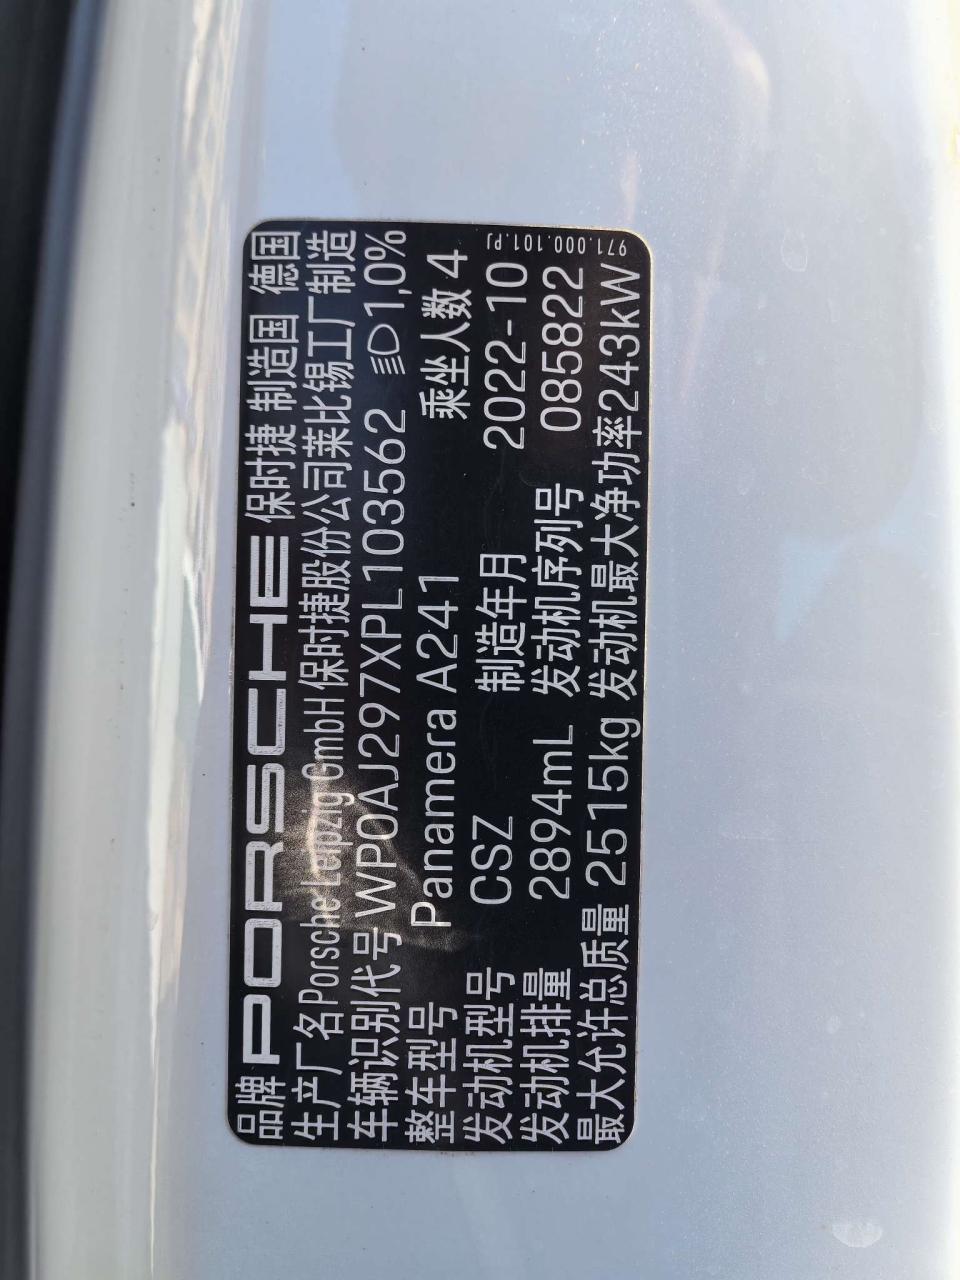 品牌 PORSCHE 保时捷 制造国 德国
生产厂名 Porsche Leipzig GmbH 保时捷股份公司莱比锡工厂制造
车辆识别代号 WP0AJ297XPL103562 1,0%
整车型号 Panamera A241 乘坐人数 4
发动机型号 CSZ 制造年月 2022-10
发动机排量 2894mL 发动机序列号 085822
最大允许总质量 2515kg 发动机最大净功率 243kW
971.000.101.PJ